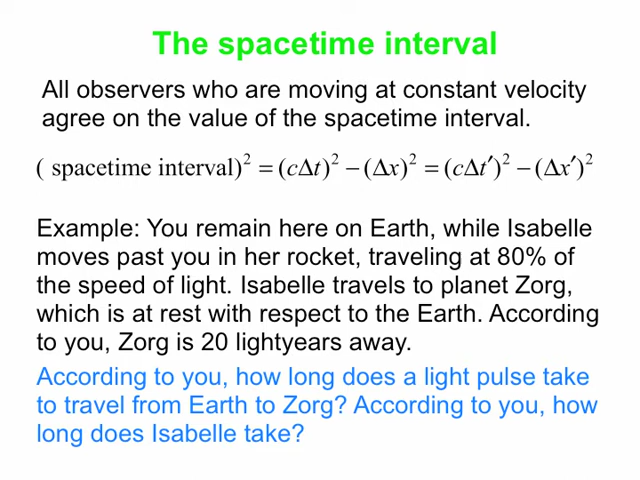 The spacetime interval
All observers who are moving at constant velocity
agree on the value of the spacetime interval.
( spacetime interval)² = (cΔt)² − (Δx)² = (cΔt′)² − (Δx′)²
Example: You remain here on Earth, while Isabelle
moves past you in her rocket, traveling at 80% of
the speed of light. Isabelle travels to planet Zorg,
which is at rest with respect to the Earth. According
to you, Zorg is 20 lightyears away.
According to you, how long does a light pulse take
to travel from Earth to Zorg? According to you, how
long does Isabelle take?